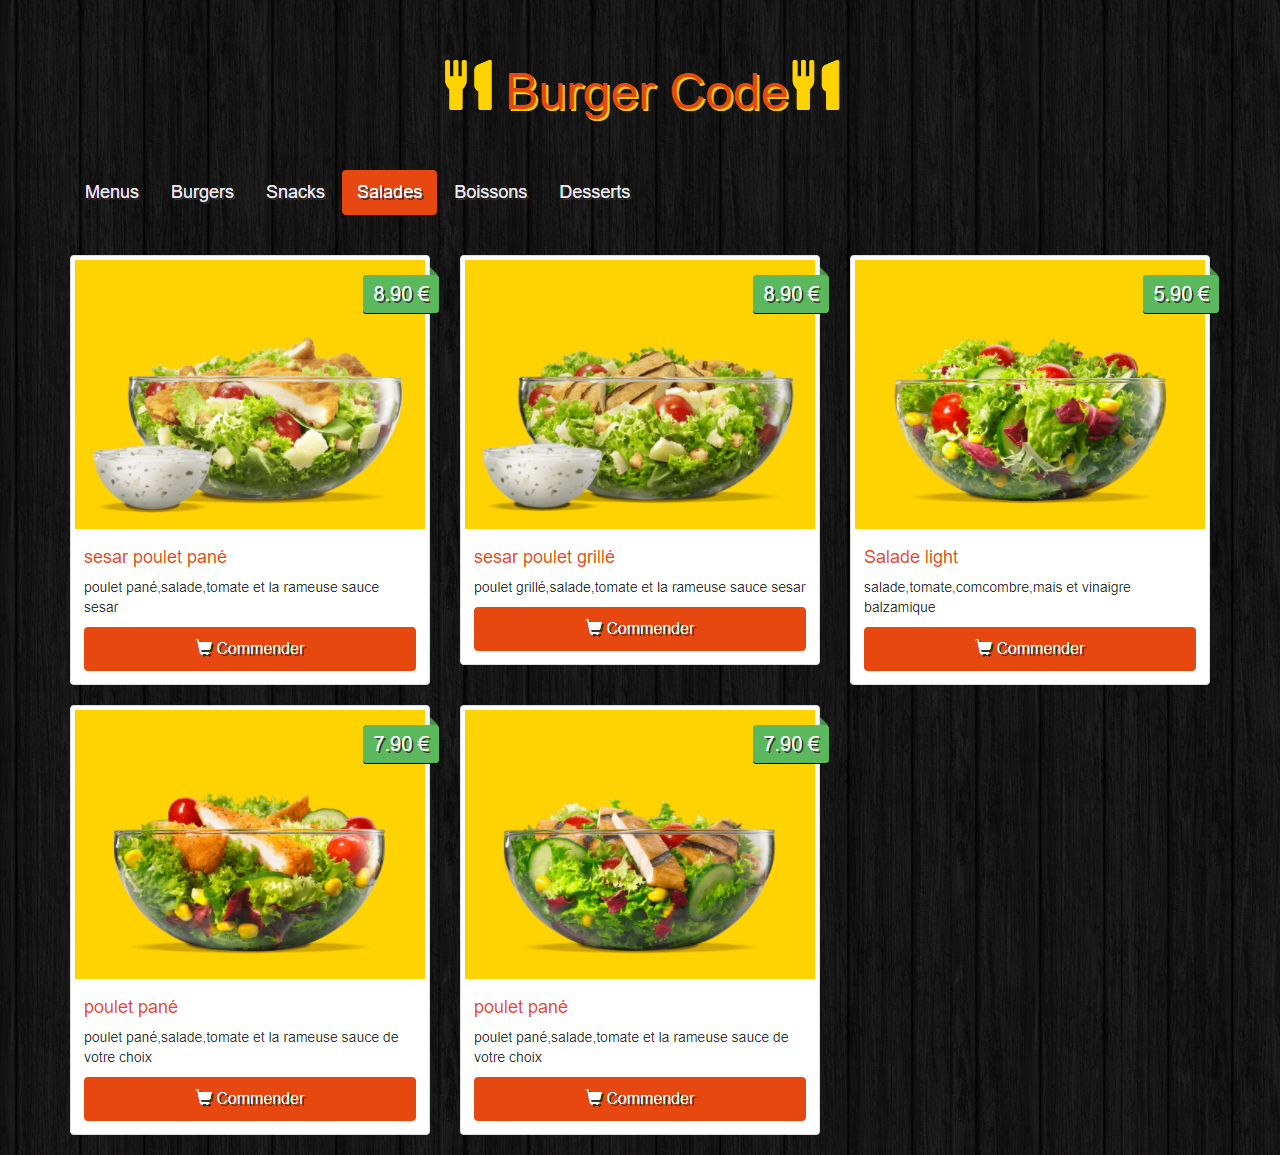 Burger Code
Menus Burgers Snacks Salades Boissons Desserts
8.90 €
8.90 €
5.90 €
sesar poulet pané
poulet pané,salade,tomate et la rameuse sauce
sesar
Commender
sesar poulet grillé
poulet grillé,salade,tomate et la rameuse sauce sesar
Commender
Salade light
salade,tomate,comcombre,mais et vinaigre
balzamique
Commender
7.90 €
7.90 €
poulet pané
poulet pané,salade,tomate et la rameuse sauce de
votre choix
Commender
poulet pané
poulet pané,salade,tomate et la rameuse sauce de
votre choix
Commender